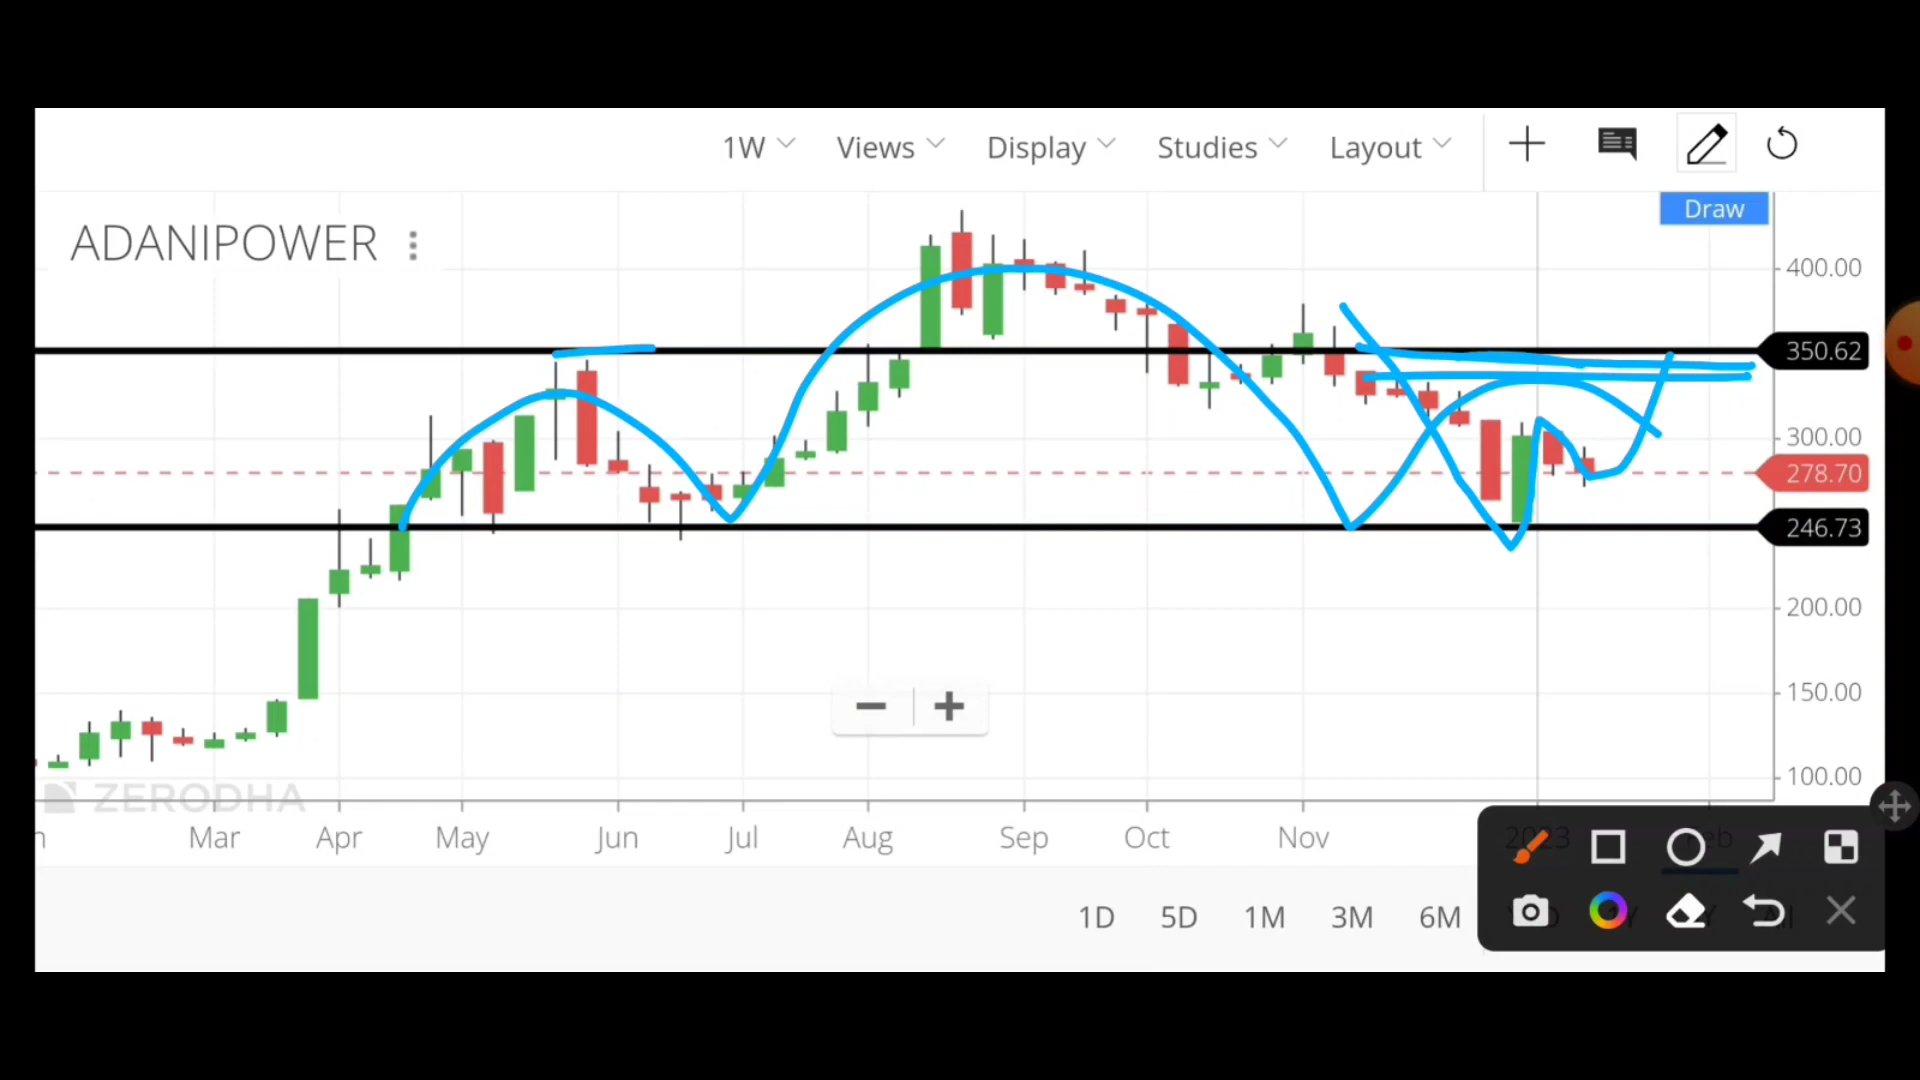 1W Views Display Studies Layout
Draw
ADANIPOWER
400.00
350.62
300.00
278.70
246.73
200.00
150.00
100.00
ZERODHA
n Mar Apr May Jun Jul Aug Sep Oct Nov 2023 Feb
1D 5D 1M 3M 6M